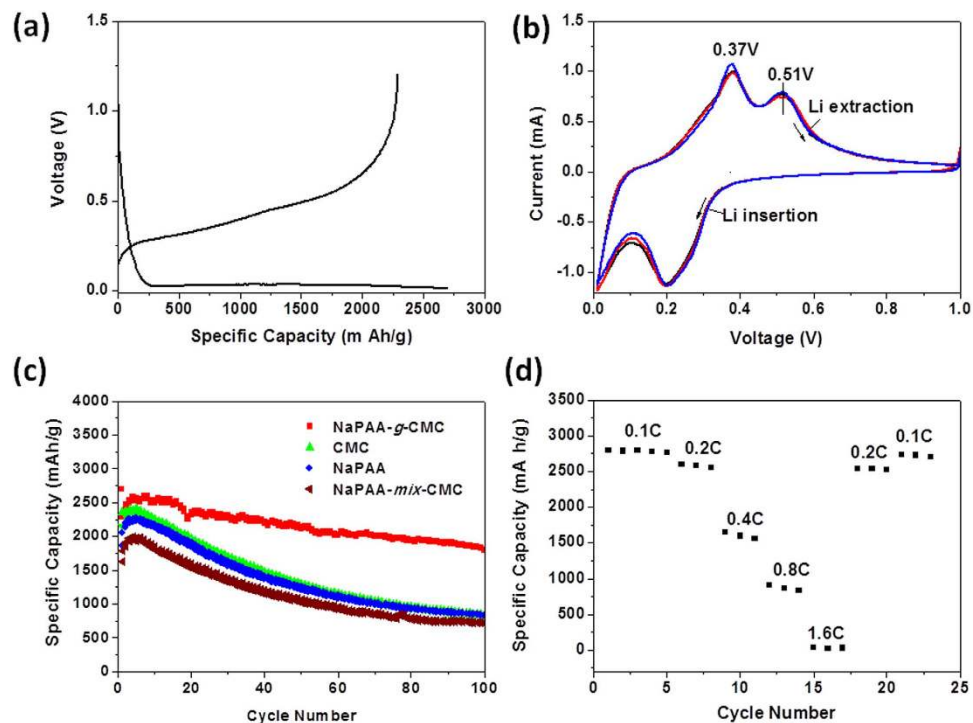 (a)
1.5
1.0
0.5
0.0
Voltage (V)
0 500 1000 1500 2000 2500 3000
Specific Capacity (m Ah/g)
(b)
1.5
1.0
0.5
0.0
-0.5
-1.0
Current (mA)
0.37V
0.51V
Li extraction
Li insertion
0.0 0.2 0.4 0.6 0.8 1.0
Voltage (V)
(c)
4000
3500
3000
2500
2000
1500
1000
500
0
Specific Capacity (mAh/g)
NaPAA-g-CMC
CMC
NaPAA
NaPAA-mix-CMC
0 20 40 60 80 100
Cycle Number
(d)
3500
3000
2500
2000
1500
1000
500
0
Specific Capacity (mA h/g)
0.1C
0.2C
0.4C
0.8C
1.6C
0.2C
0.1C
0 5 10 15 20 25
Cycle Number